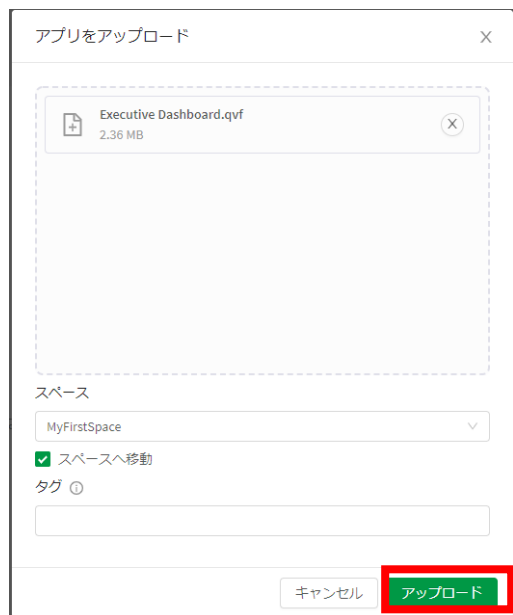 アプリをアップロード
Executive Dashboard.qvf
2.36 MB
スペース
MyFirstSpace
スペースへ移動
タグ
キャンセル
アップロード